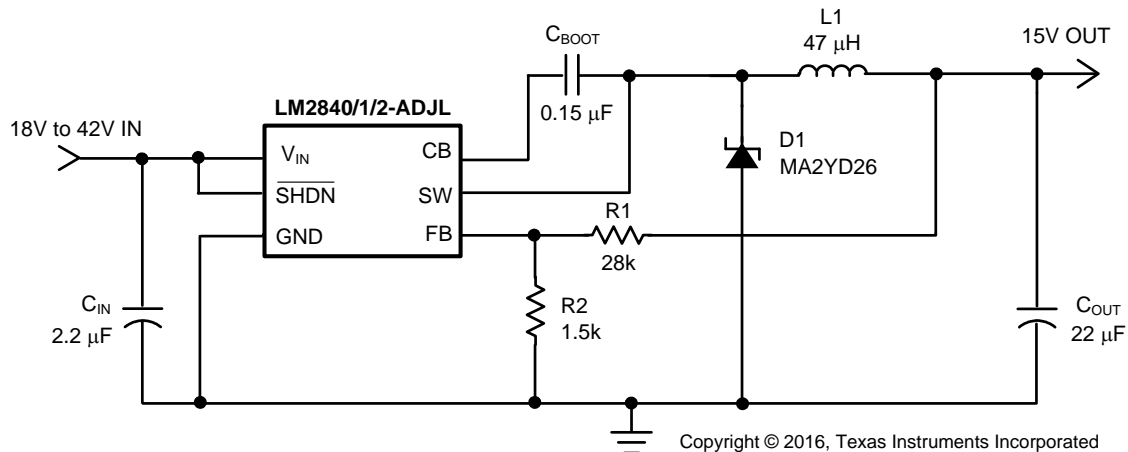 L1
47 μH
15V OUT
CBOOT
0.15 μF
LM2840/1/2-ADJL
18V to 42V IN
VIN
CB
SHDN
SW
GND
FB
D1
MA2YD26
R1
28k
R2
1.5k
CIN
2.2 μF
COUT
22 μF
Copyright © 2016, Texas Instruments Incorporated